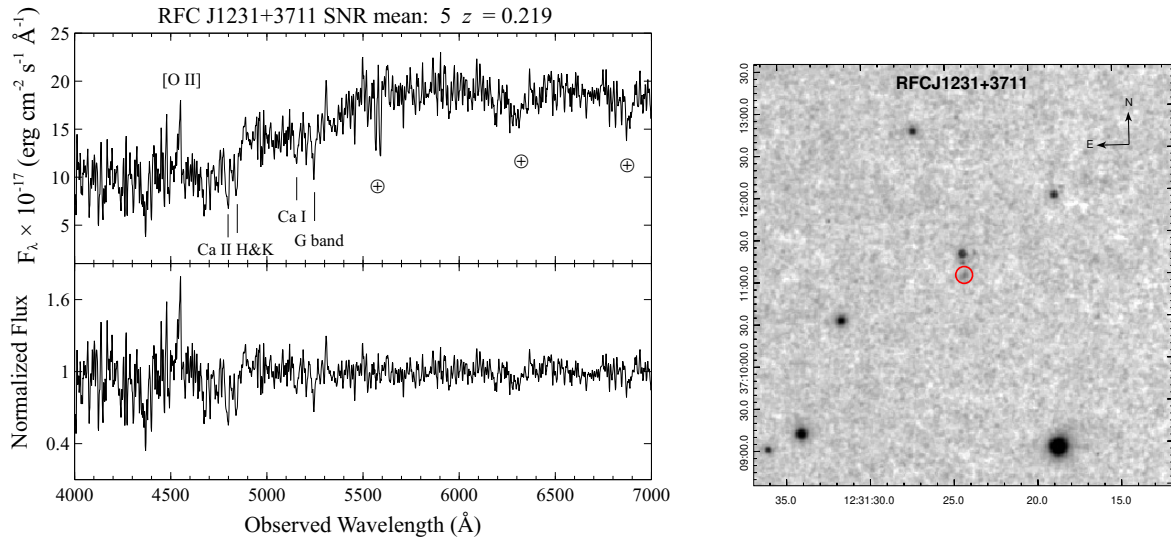 RFC J1231+3711 SNR mean: 5 z = 0.219
F_λ × 10^-17 (erg cm^-2 s^-1 Å^-1)
25
20
15
10
5
[O II]
Ca II H&K
Ca I
G band
Normalized Flux
1.6
1
0.4
4000 4500 5000 5500 6000 6500 7000
Observed Wavelength (Å)
RFCJ1231+3711
N
E
30.0
13:00.0
30.0
12:00.0
30.0
11:00.0
30.0
37:10:00.0
30.0
09:00.0
35.0 12:31:30.0 25.0 20.0 15.0